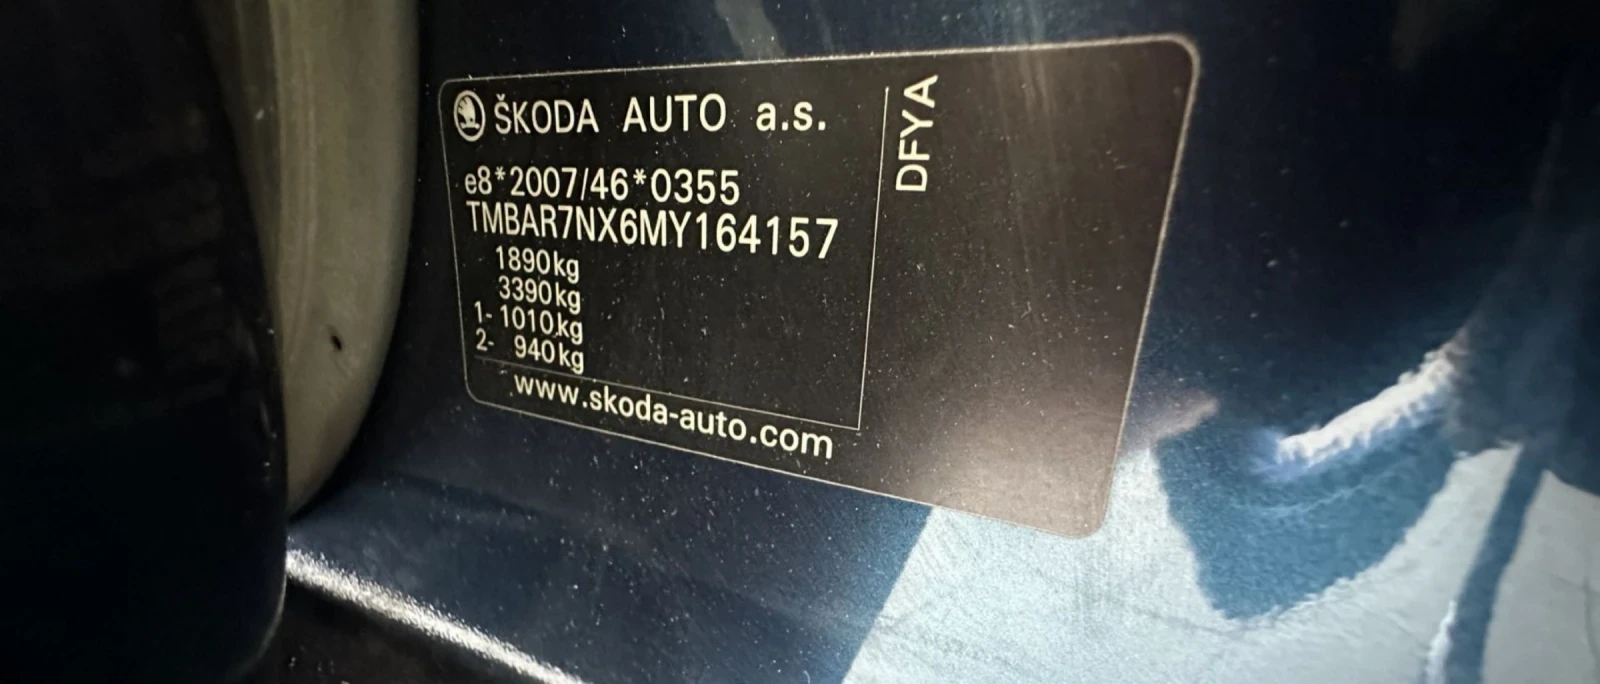 ŠKODA AUTO a.s.
e8*2007/46*0355
TMBAR7NX6MY164157
1890kg
3390kg
1- 1010kg
2- 940kg
www.skoda-auto.com
DFYA